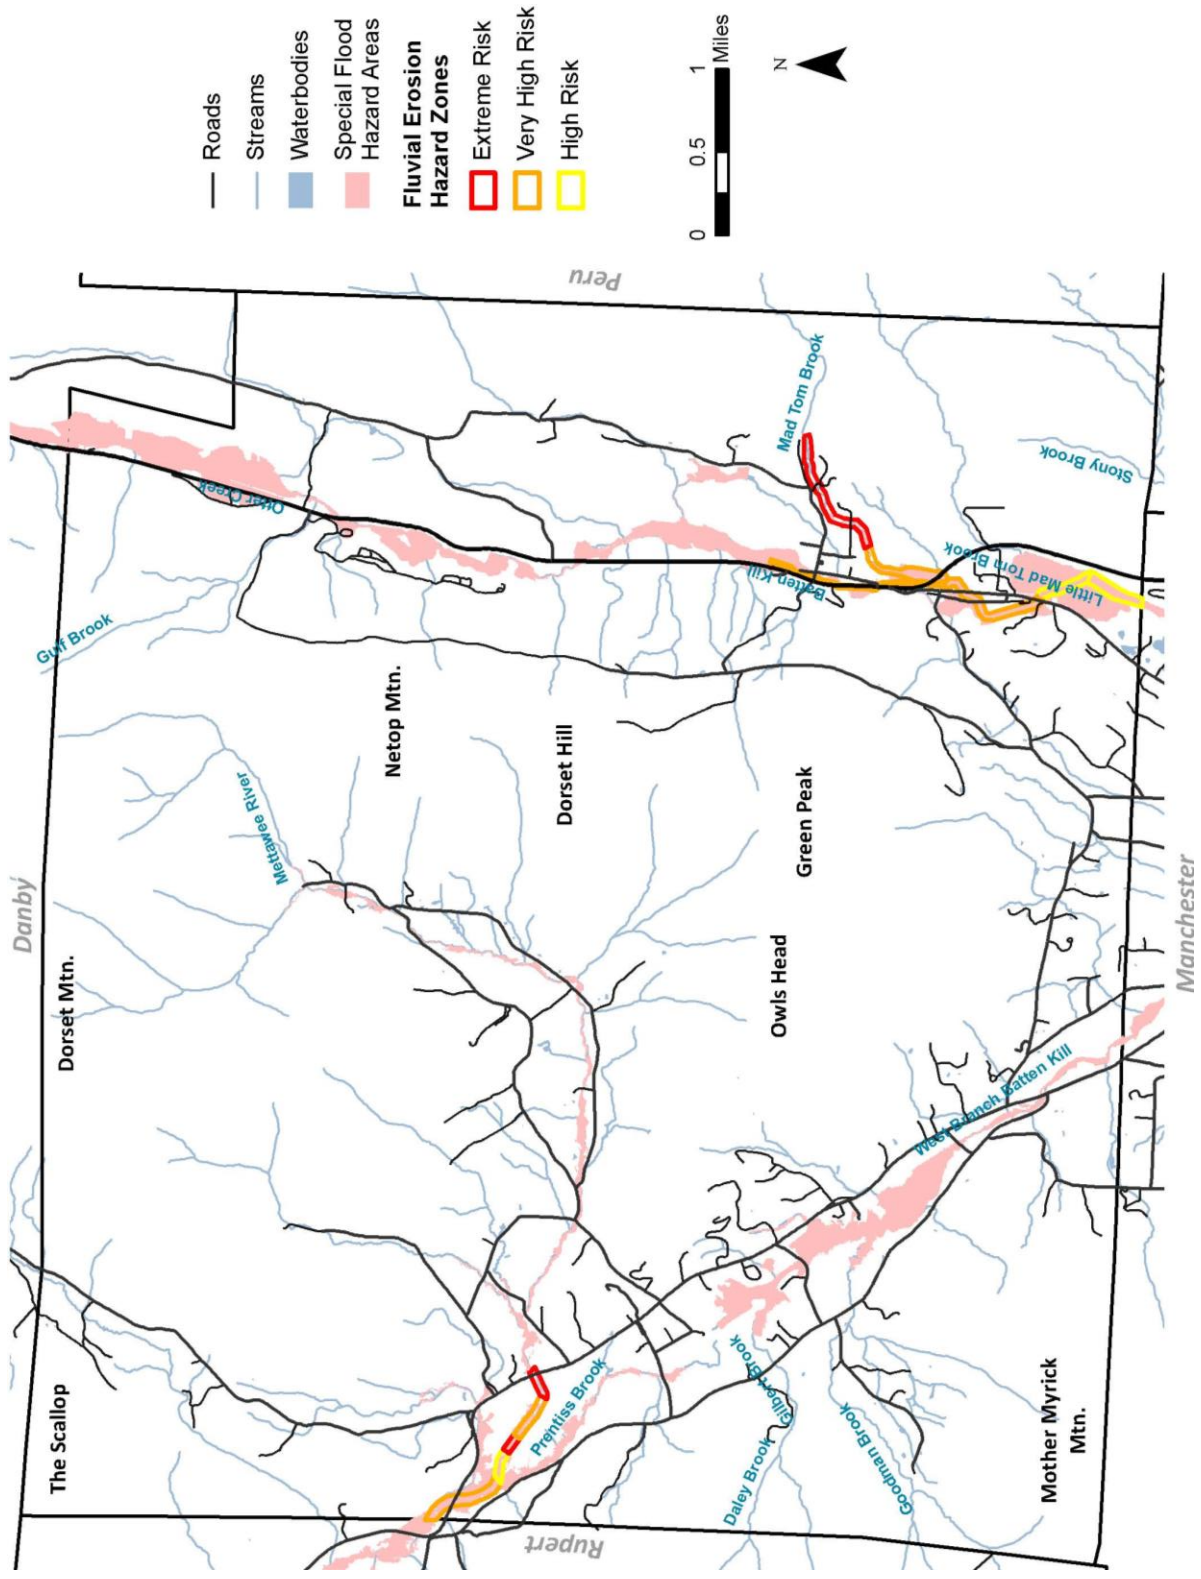 Roads
Streams
Waterbodies
Special Flood
Hazard Areas
Fluvial Erosion
Hazard Zones
Extreme Risk
Very High Risk
High Risk
0 0.5 1
Miles
N
Danby
Peru
Rupert
Manchester
The Scallop
Dorset Mtn.
Netop Mtn.
Dorset Hill
Green Peak
Owls Head
Mother Myrick
Mtn.
Gulf Brook
Otter Creek
Mettawee River
Mad Tom Brook
Stony Brook
Batten Kill
Little Mad Tom Brook
West Branch Batten Kill
Prentiss Brook
Gilbert Brook
Daley Brook
Goodman Brook